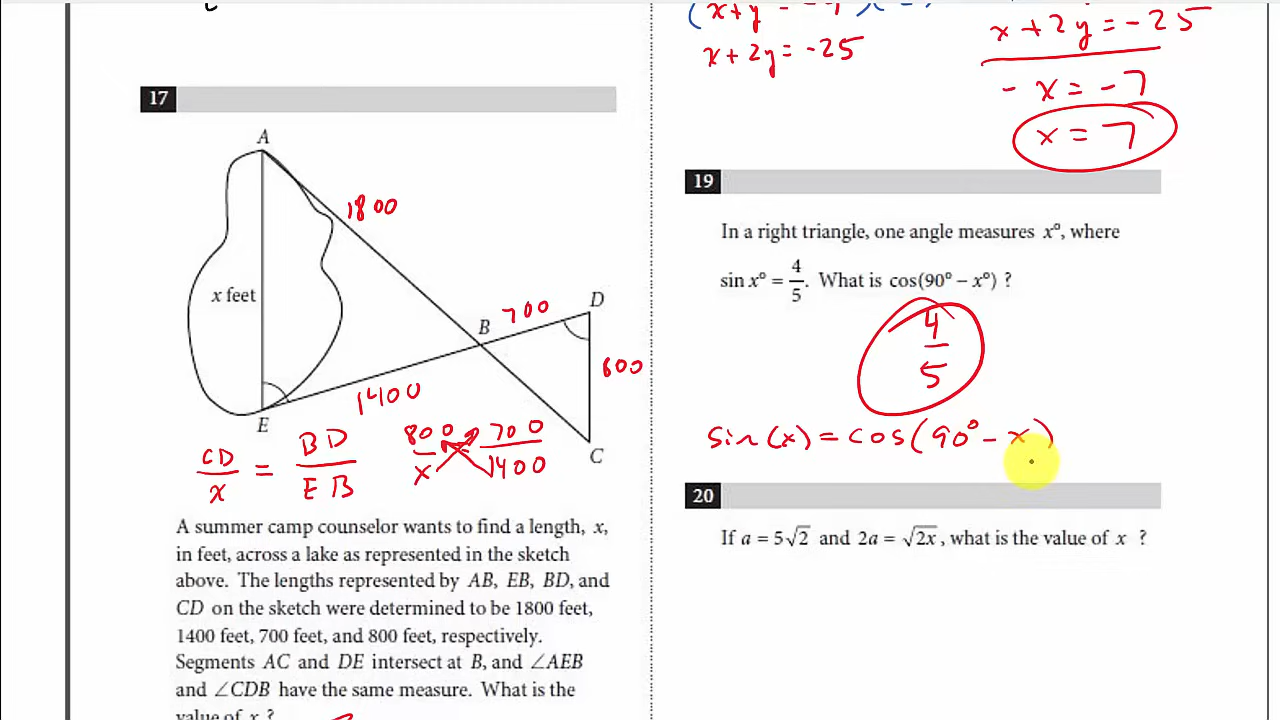 17
A
1800
x feet
D
700
B
800
1400
E
C
CD/x = BD/EB
800/x = 700/1400
A summer camp counselor wants to find a length, x,
in feet, across a lake as represented in the sketch
above. The lengths represented by AB, EB, BD, and
CD on the sketch were determined to be 1800 feet,
1400 feet, 700 feet, and 800 feet, respectively.
Segments AC and DE intersect at B, and ∠AEB
and ∠CDB have the same measure. What is the
value of x ?
x + 2y = -25
x + 2y = -25
- x = -7
x = 7
19
In a right triangle, one angle measures x°, where
sin x° = 4/5. What is cos(90° − x°) ?
4/5
sin(x) = cos(90° - x)
20
If a = 5√2 and 2a = √2x, what is the value of x ?